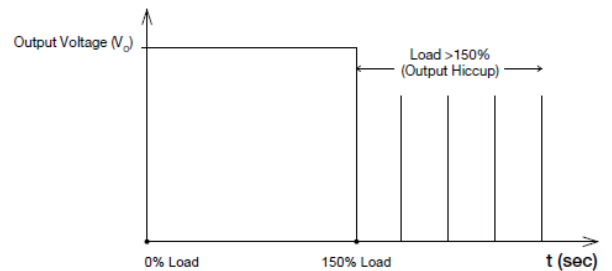 Output Voltage (Vo)
Load >150%
(Output Hiccup)
0% Load
150% Load
t (sec)